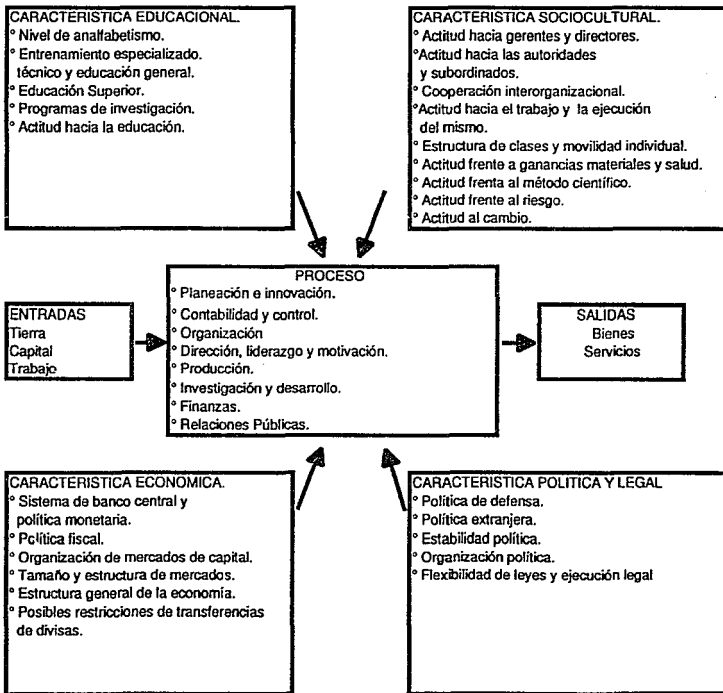 CARACTERISTICA EDUCACIONAL.
° Nivel de analfabetismo.
° Entrenamiento especializado.
técnico y educación general.
° Educación Superior.
° Programas de investigación.
° Actitud hacia la educación.
CARACTERISTICA SOCIOCULTURAL.
° Actitud hacia gerentes y directores.
°Actitud hacia las autoridades
y subordinados.
° Cooperación interorganizacional.
°Actitud hacia el trabajo y la ejecución
del mismo.
° Estructura de clases y movilidad individual.
° Actitud frente a ganancias materiales y salud.
° Actitud frenta al método científico.
° Actitud frente al riesgo.
° Actitud al cambio.
ENTRADAS
Tierra
Capital
Trabajo
PROCESO
° Planeación e innovación.
° Contabilidad y control.
° Organización
° Dirección, liderazgo y motivación.
° Producción.
° Investigación y desarrollo.
° Finanzas.
° Relaciones Públicas.
SALIDAS
Bienes
Servicios
CARACTERISTICA ECONOMICA.
° Sistema de banco central y
política monetaria.
° Política fiscal.
° Organización de mercados de capital.
° Tamaño y estructura de mercados.
° Estructura general de la economía.
° Posibles restricciones de transferencias
de divisas.
CARACTERISTICA POLITICA Y LEGAL
° Política de defensa.
° Política extranjera.
° Estabilidad política.
° Organización política.
° Flexibilidad de leyes y ejecución legal